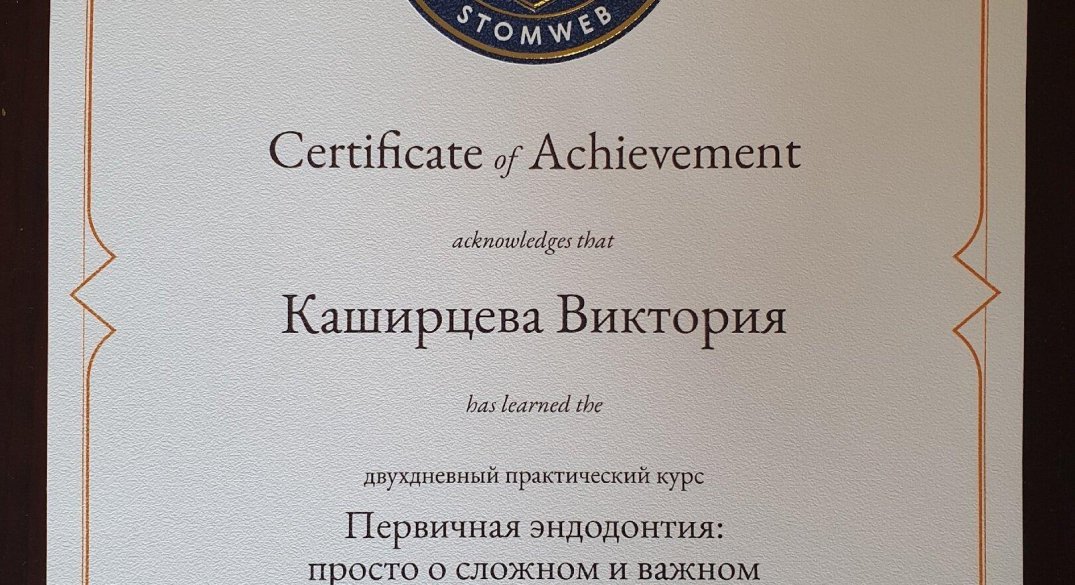 STOMWEB
Certificate of Achievement
acknowledges that
Каширцева Виктория
has learned the
двухдневный практический курс
Первичная эндодонтия:
просто о сложном и важном